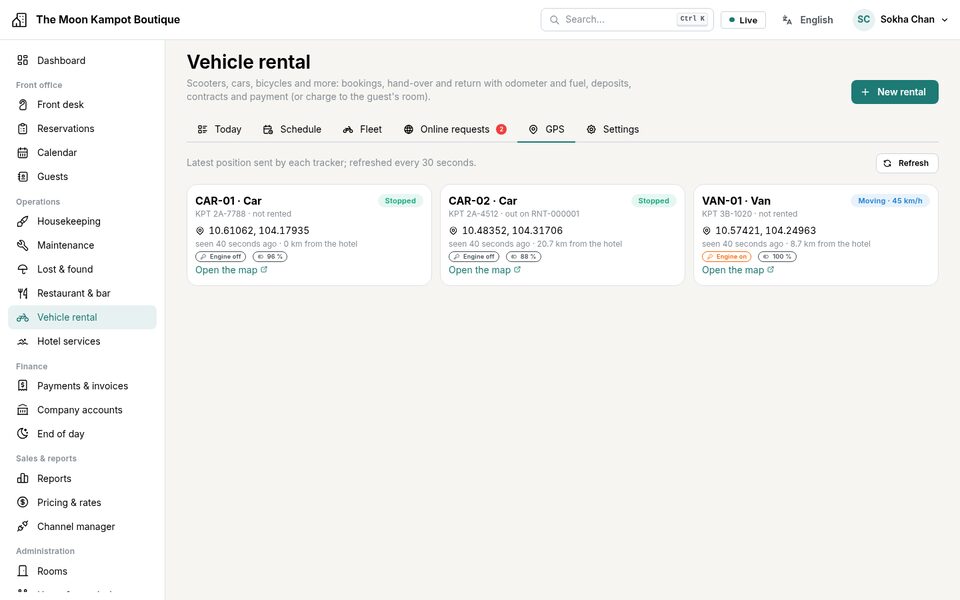 The Moon Kampot Boutique
Search...
Ctrl K
Live
English
SC
Sokha Chan
Dashboard
Front office
Front desk
Reservations
Calendar
Guests
Operations
Housekeeping
Maintenance
Lost & found
Restaurant & bar
Vehicle rental
Hotel services
Finance
Payments & invoices
Company accounts
End of day
Sales & reports
Reports
Pricing & rates
Channel manager
Administration
Rooms
Vehicle rental
Scooters, cars, bicycles and more: bookings, hand-over and return with odometer and fuel, deposits,
contracts and payment (or charge to the guest's room).
New rental
Today
Schedule
Fleet
Online requests 2
GPS
Settings
Latest position sent by each tracker; refreshed every 30 seconds.
Refresh
CAR-01 · Car
Stopped
KPT 2A-7788 · not rented
10.61062, 104.17935
seen 40 seconds ago · 0 km from the hotel
Engine off
96 %
Open the map
CAR-02 · Car
Stopped
KPT 2A-4512 · out on RNT-000001
10.48352, 104.31706
seen 40 seconds ago · 20.7 km from the hotel
Engine off
88 %
Open the map
VAN-01 · Van
Moving · 45 km/h
KPT 3B-1020 · not rented
10.57421, 104.24963
seen 40 seconds ago · 8.7 km from the hotel
Engine on
100 %
Open the map